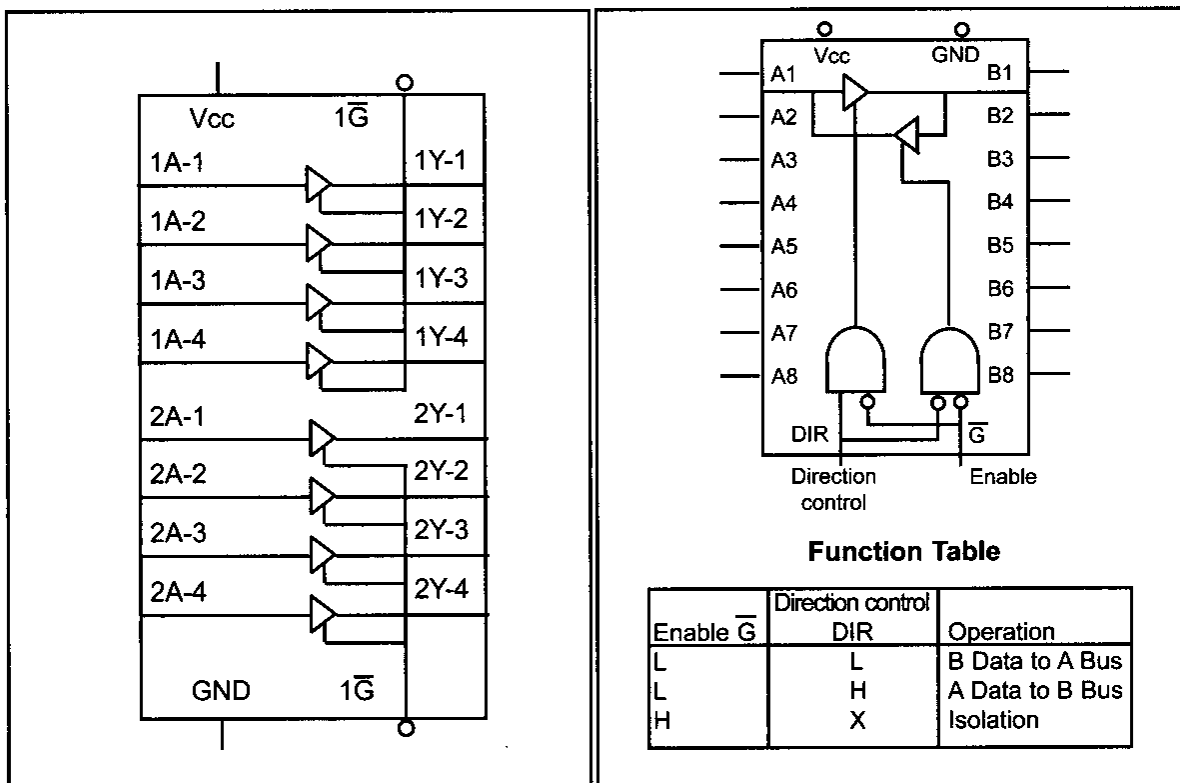 Vcc 1G̅
1A-1 1Y-1
1A-2 1Y-2
1A-3 1Y-3
1A-4 1Y-4
2A-1 2Y-1
2A-2 2Y-2
2A-3 2Y-3
2A-4 2Y-4
GND 1G̅
Vcc GND
A1 B1
A2 B2
A3 B3
A4 B4
A5 B5
A6 B6
A7 B7
A8 B8
DIR G̅
Direction control Enable
Function Table
Direction control
Enable G̅ DIR Operation
L L B Data to A Bus
L H A Data to B Bus
H X Isolation